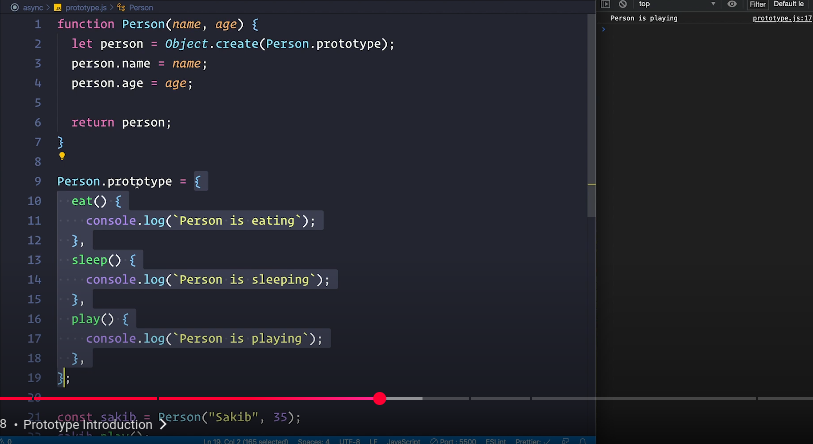 async > prototype.js > Person
1 function Person(name, age) {
2 let person = Object.create(Person.prototype);
3 person.name = name;
4 person.age = age;
5
6 return person;
7 }
8
9 Person.prototype = {
10 eat() {
11 console.log(`Person is eating`);
12 },
13 sleep() {
14 console.log(`Person is sleeping`);
15 },
16 play() {
17 console.log(`Person is playing`);
18 },
19 };
20
21 const sakib = Person("Sakib", 35);
sakib.play();
8 • Prototype Introduction >
0
Ln 19, Col 2 (165 selected) Spaces: 4 UTF-8 LF JavaScript Port : 5500 ESLint Prettier
top Filter Default le
Person is playing prototype.js:17
>